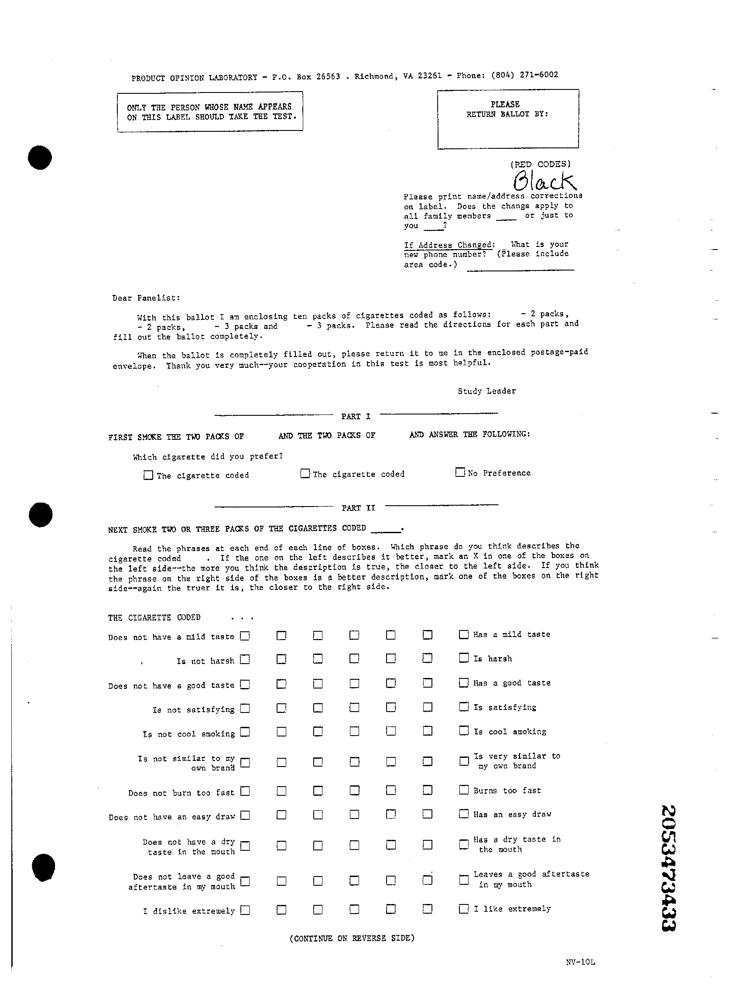 PRODUCT OPINION LABORATORY - P.O. Box 26563 . Richmond, VA 23261 - Phone: (804) 271-6002
ONLY THE PERSON WHOSE NAME APPEARS
ON THIS LABEL SHOULD TAKE THE TEST.
PLEASE
RETURN BALLOT BY:
(RED CODES)
Black
Please print name/address corrections
on label. Does the change apply to
all family members ____ or just to
you ____?
If Address Changed: What is your
new phone number? (Please include
area code.) ____________________
Dear Panelist:
With this ballot I am enclosing ten packs of cigarettes coded as follows: - 2 packs,
- 2 packs, - 3 packs and - 3 packs. Please read the directions for each part and
fill out the ballot completely.
When the ballot is completely filled out, please return it to me in the enclosed postage-paid
envelope. Thank you very much--your cooperation in this test is most helpful.
Study Leader
PART I
FIRST SMOKE THE TWO PACKS OF AND THE TWO PACKS OF AND ANSWER THE FOLLOWING:
Which cigarette did you prefer?
☐ The cigarette coded ☐ The cigarette coded ☐ No Preference
PART II
NEXT SMOKE TWO OR THREE PACKS OF THE CIGARETTES CODED ______.
Read the phrases at each end of each line of boxes. Which phrase do you think describes the
cigarette coded . If the one on the left describes it better, mark an X in one of the boxes on
the left side--the more you think the description is true, the closer to the left side. If you think
the phrase on the right side of the boxes is a better description, mark one of the boxes on the right
side--again the truer it is, the closer to the right side.
THE CIGARETTE CODED . . .
Does not have a mild taste ☐ ☐ ☐ ☐ ☐ ☐ ☐ Has a mild taste
Is not harsh ☐ ☐ ☐ ☐ ☐ ☐ ☐ Is harsh
Does not have a good taste ☐ ☐ ☐ ☐ ☐ ☐ ☐ Has a good taste
Is not satisfying ☐ ☐ ☐ ☐ ☐ ☐ ☐ Is satisfying
Is not cool smoking ☐ ☐ ☐ ☐ ☐ ☐ ☐ Is cool smoking
Is not similar to my ☐ ☐ ☐ ☐ ☐ ☐ ☐ Is very similar to
own brand my own brand
Does not burn too fast ☐ ☐ ☐ ☐ ☐ ☐ ☐ Burns too fast
Does not have an easy draw ☐ ☐ ☐ ☐ ☐ ☐ ☐ Has an easy draw
Does not have a dry ☐ ☐ ☐ ☐ ☐ ☐ ☐ Has a dry taste in
taste in the mouth the mouth
Does not leave a good ☐ ☐ ☐ ☐ ☐ ☐ ☐ Leaves a good aftertaste
aftertaste in my mouth in my mouth
I dislike extremely ☐ ☐ ☐ ☐ ☐ ☐ ☐ I like extremely
(CONTINUE ON REVERSE SIDE)
NV-10L
2053473433